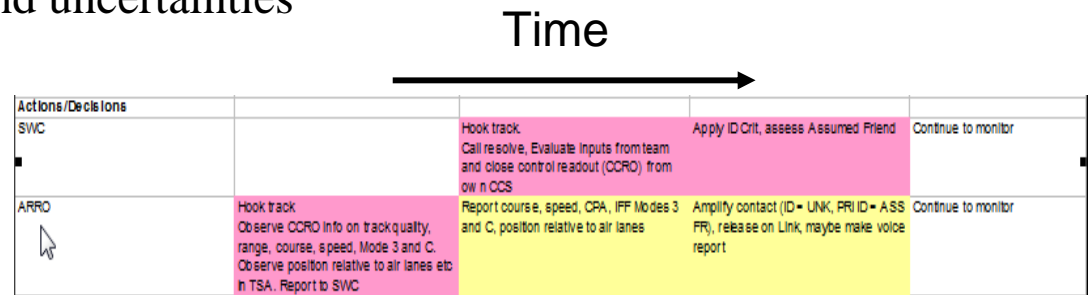 nd uncertainties
Time
Actions/Decisions
SWC
Hook track.
Call resolve, Evaluate inputs from team
and close control readout (CCRO) from
own CCS
Apply ID Crit, assess Assumed Friend
Continue to monitor
ARRO
Hook track
Observe CCRO info on track quality,
range, course, speed, Mode 3 and C.
Observe position relative to air lanes etc
in TSA. Report to SWC
Report course, speed, CPA, IFF Modes 3
and C, position relative to air lanes
Amplify contact (ID = UNK, PRI ID = ASS
FR), release on Link, maybe make voice
report
Continue to monitor